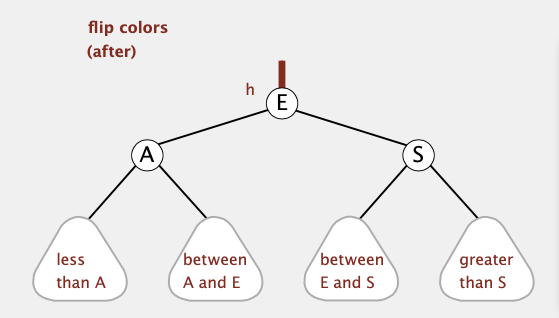 flip colors
(after)
h
E
A
S
less
than A
between
A and E
between
E and S
greater
than S